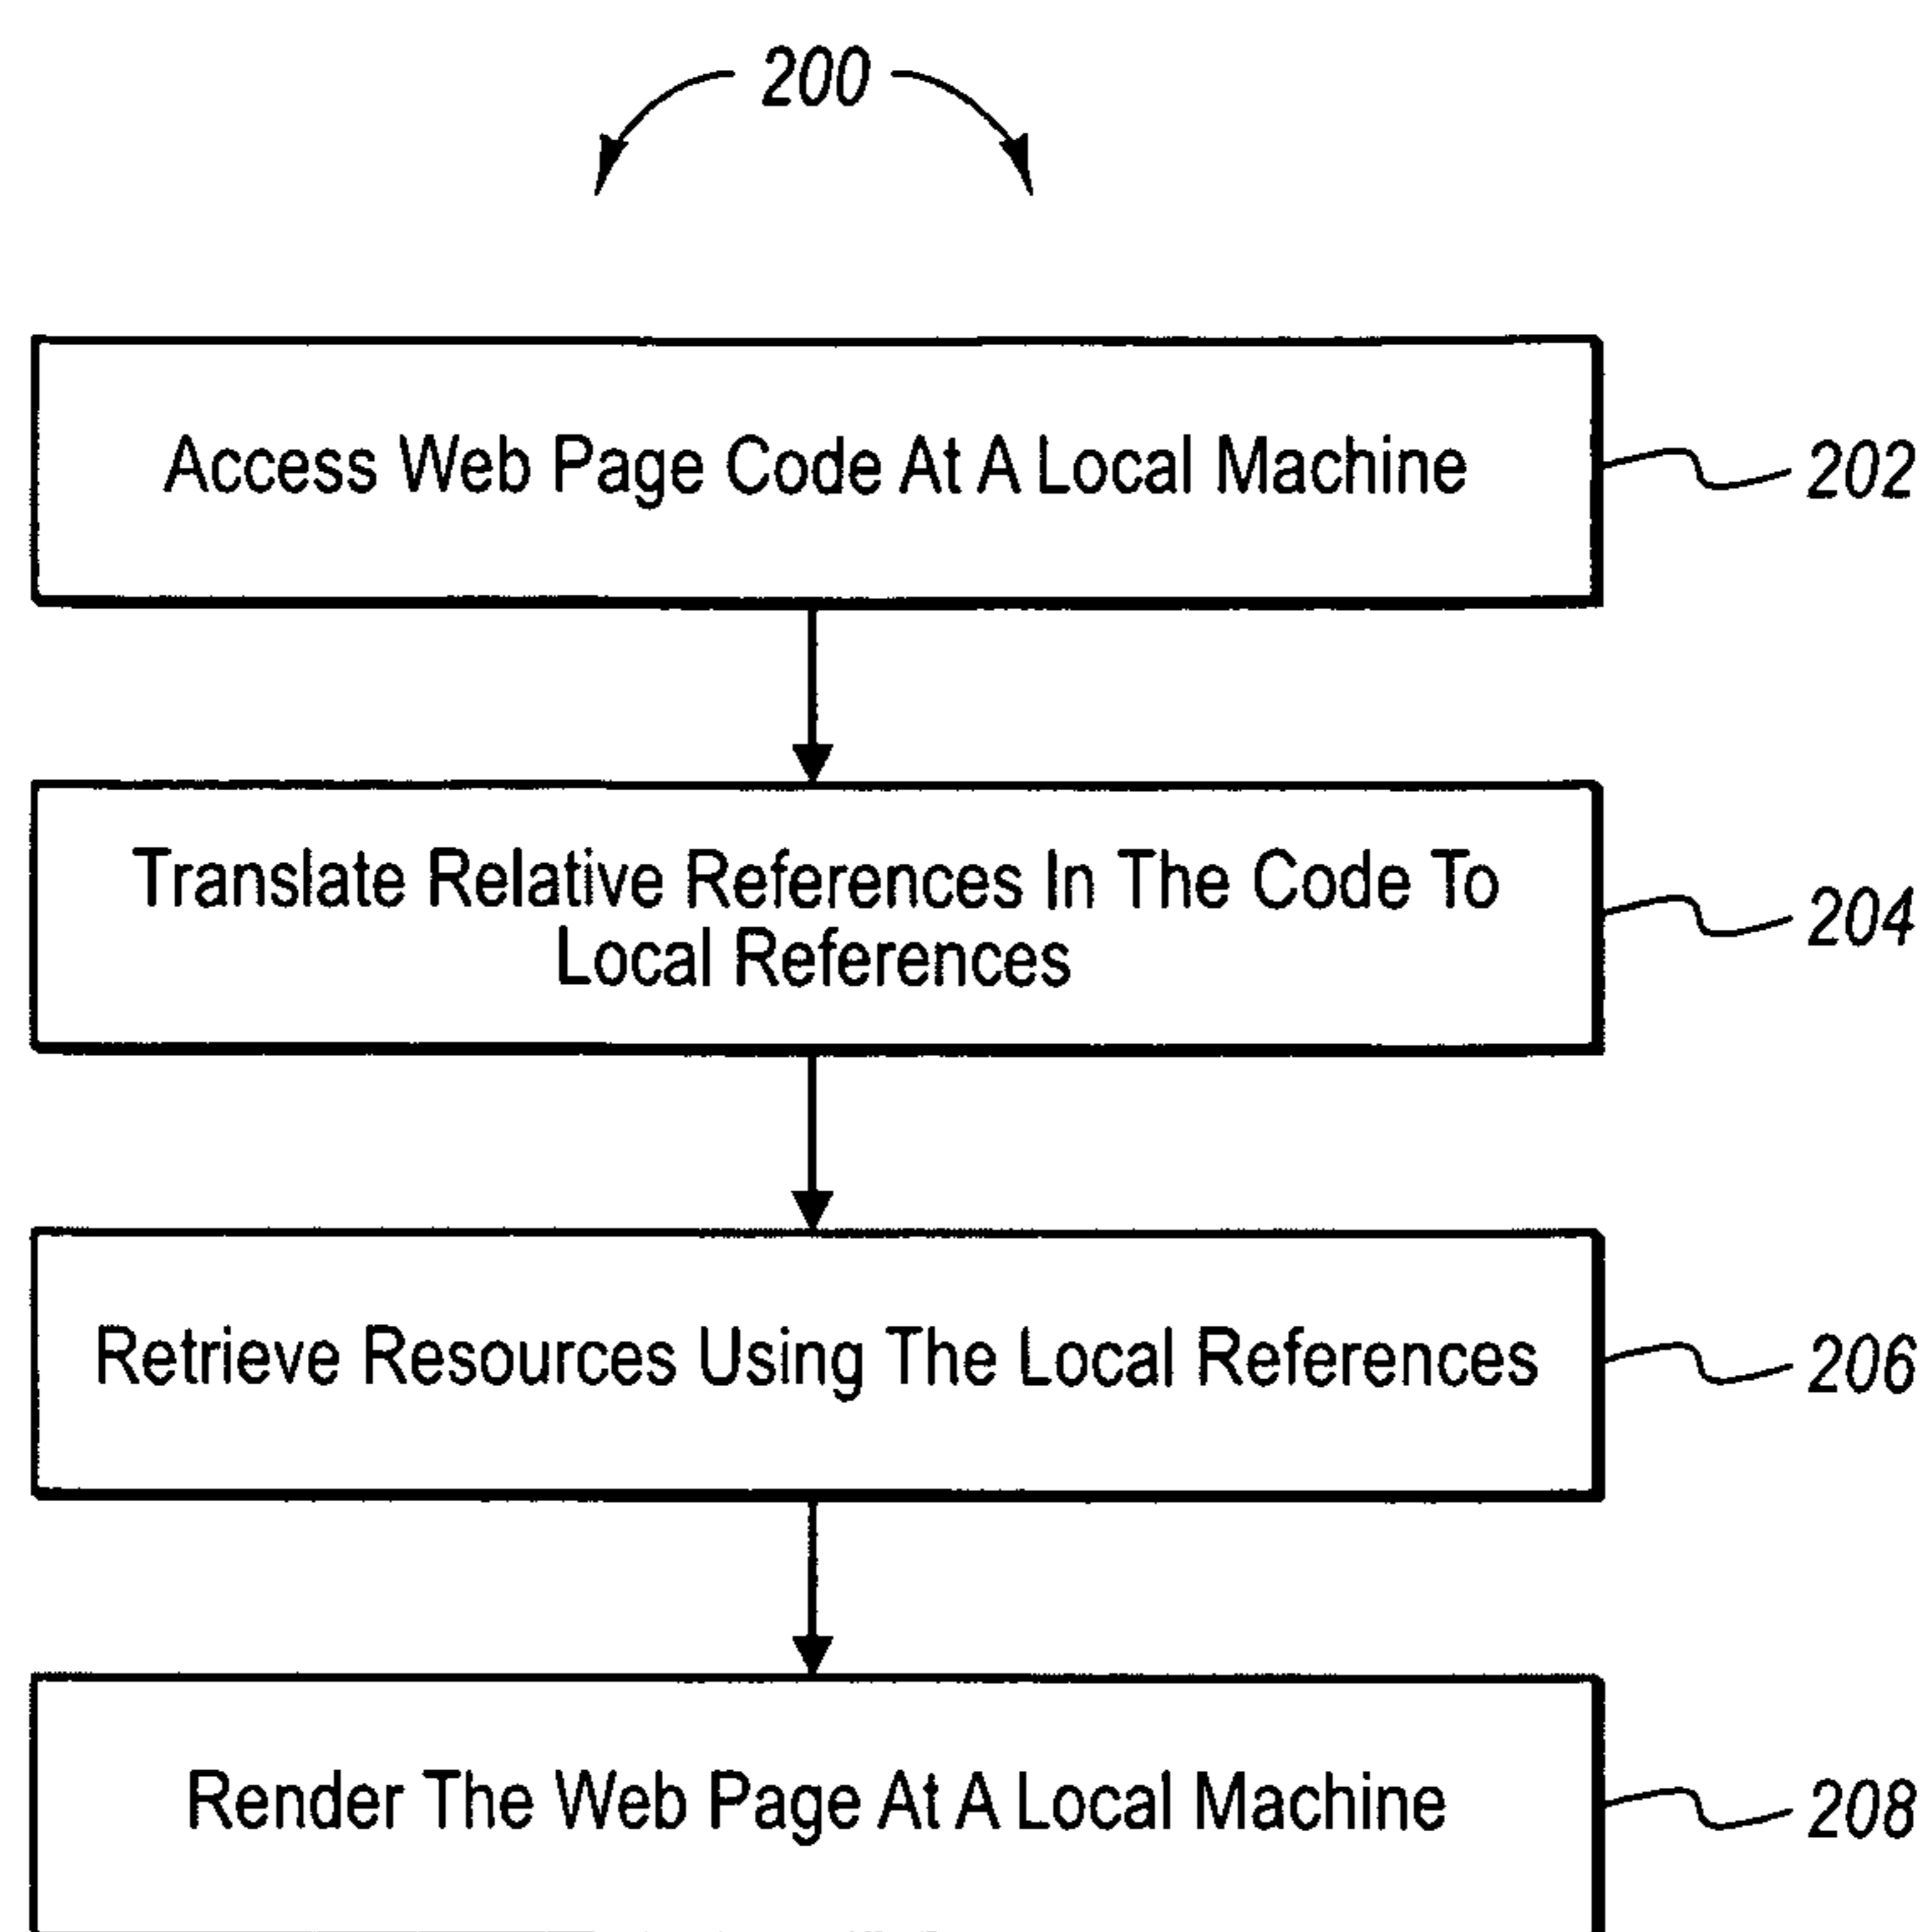 200
Access Web Page Code At A Local Machine
202
Translate Relative References In The Code To
Local References
204
Retrieve Resources Using The Local References
206
Render The Web Page At A Local Machine
208